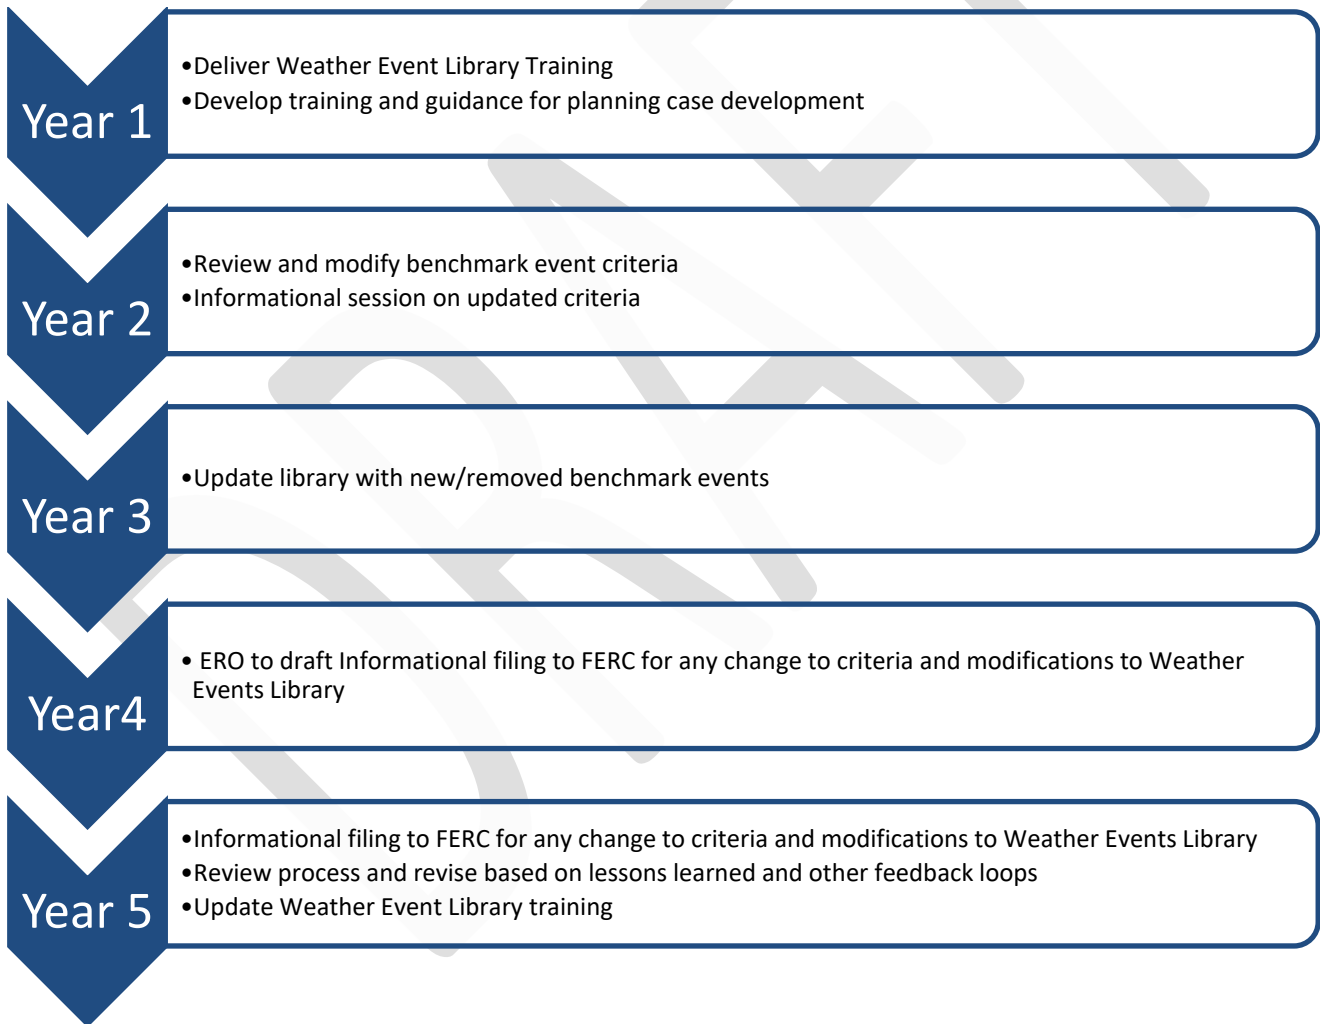 Year 1
•Deliver Weather Event Library Training
•Develop training and guidance for planning case development
Year 2
•Review and modify benchmark event criteria
•Informational session on updated criteria
Year 3
•Update library with new/removed benchmark events
Year4
• ERO to draft Informational filing to FERC for any change to criteria and modifications to Weather
Events Library
Year 5
•Informational filing to FERC for any change to criteria and modifications to Weather Events Library
•Review process and revise based on lessons learned and other feedback loops
•Update Weather Event Library training
DRAFT